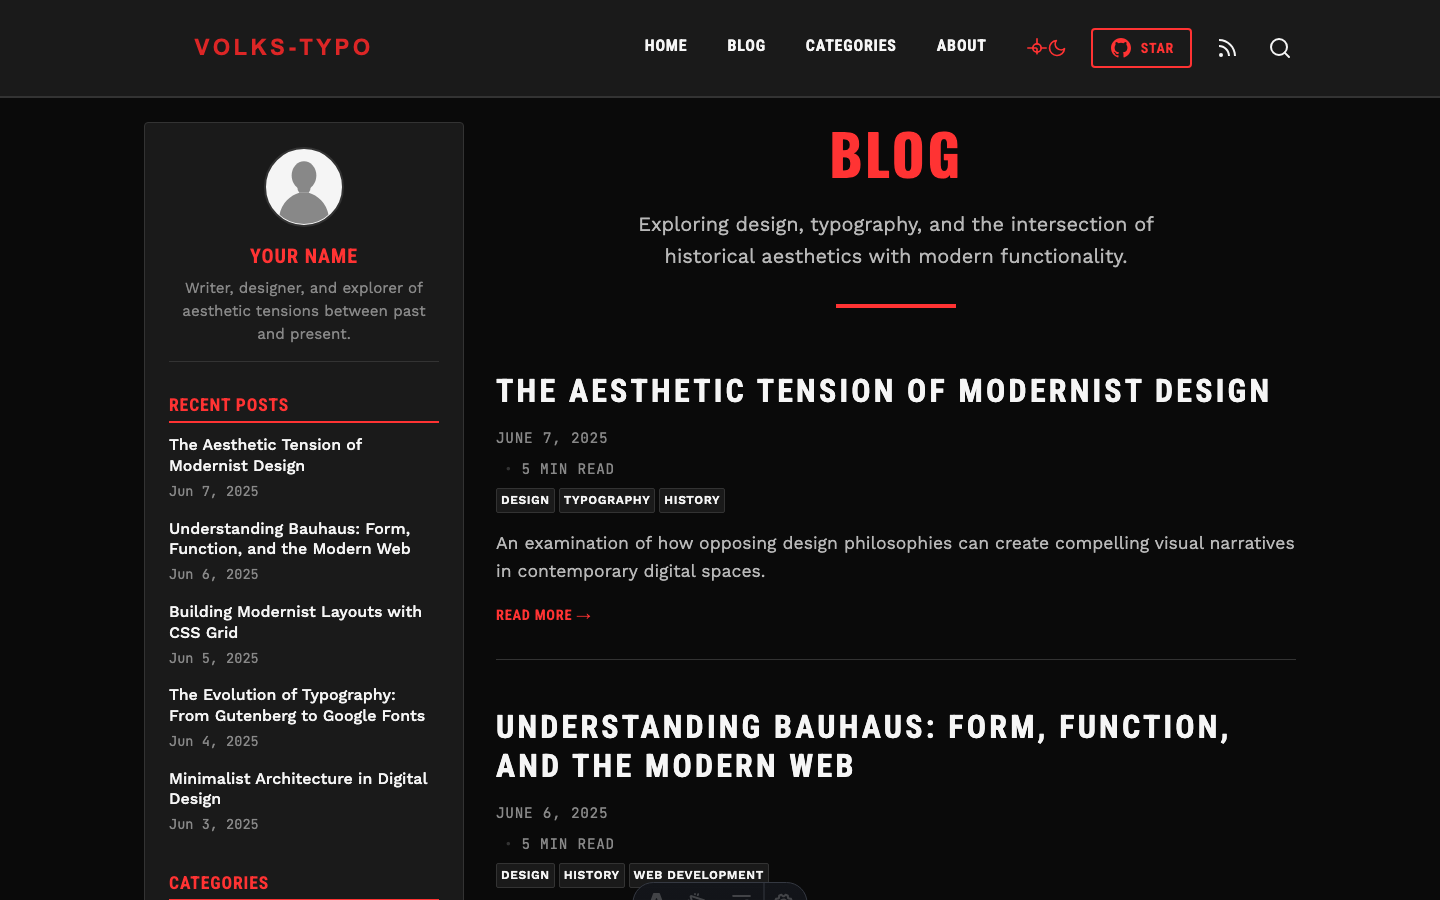 VOLKS-TYPO
HOME
BLOG
CATEGORIES
ABOUT
STAR
YOUR NAME
Writer, designer, and explorer of
aesthetic tensions between past
and present.
RECENT POSTS
The Aesthetic Tension of
Modernist Design
Jun 7, 2025
Understanding Bauhaus: Form,
Function, and the Modern Web
Jun 6, 2025
Building Modernist Layouts with
CSS Grid
Jun 5, 2025
The Evolution of Typography:
From Gutenberg to Google Fonts
Jun 4, 2025
Minimalist Architecture in Digital
Design
Jun 3, 2025
CATEGORIES
BLOG
Exploring design, typography, and the intersection of
historical aesthetics with modern functionality.
THE AESTHETIC TENSION OF MODERNIST DESIGN
JUNE 7, 2025
• 5 MIN READ
DESIGN TYPOGRAPHY HISTORY
An examination of how opposing design philosophies can create compelling visual narratives
in contemporary digital spaces.
READ MORE →
UNDERSTANDING BAUHAUS: FORM, FUNCTION,
AND THE MODERN WEB
JUNE 6, 2025
• 5 MIN READ
DESIGN HISTORY WEB DEVELOPMENT